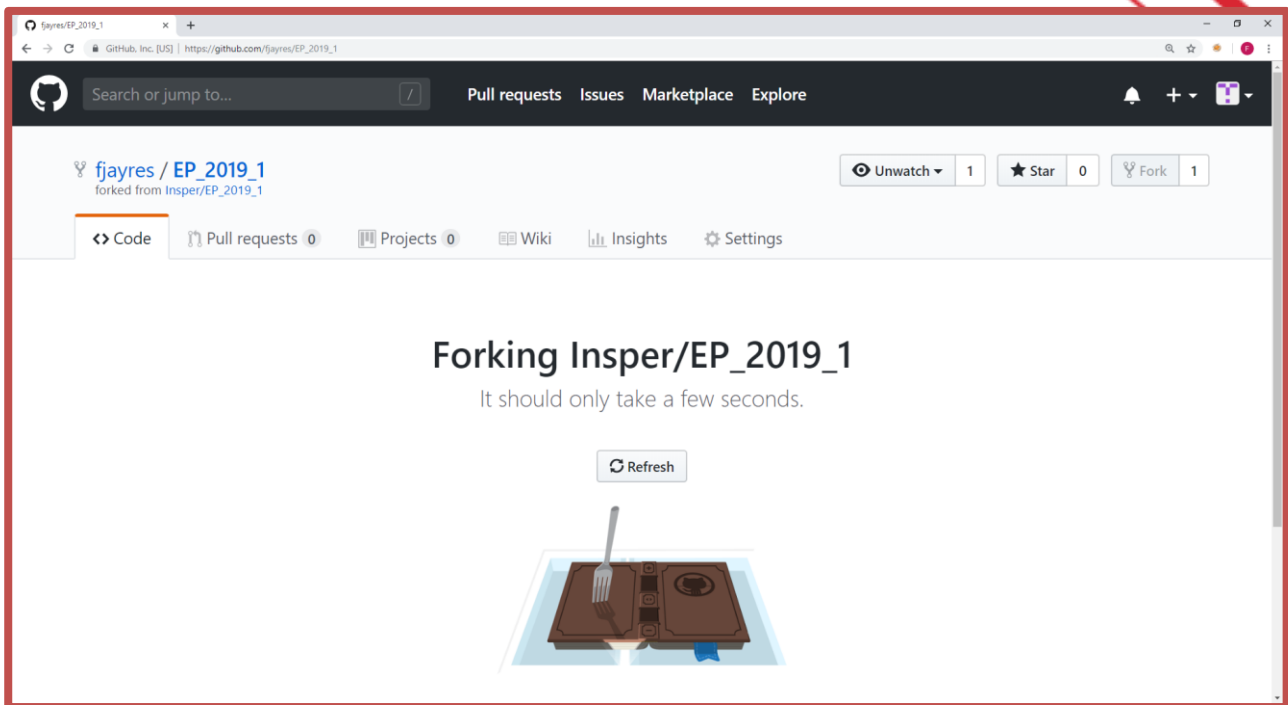 fjayres/EP_2019_1
GitHub, Inc. [US] | https://github.com/fjayres/EP_2019_1
Search or jump to... / Pull requests Issues Marketplace Explore
fjayres / EP_2019_1
forked from Insper/EP_2019_1
Unwatch 1 Star 0 Fork 1
Code Pull requests 0 Projects 0 Wiki Insights Settings
Forking Insper/EP_2019_1
It should only take a few seconds.
Refresh